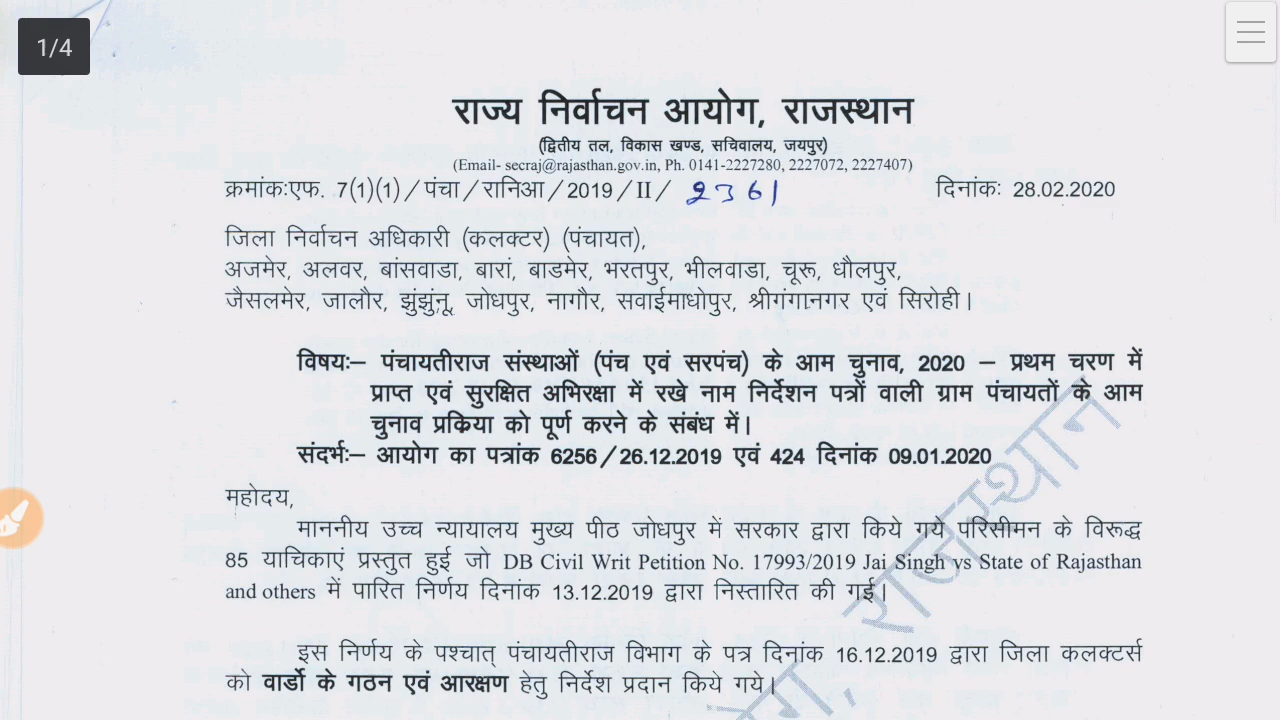 1/4
राज्य निर्वाचन आयोग, राजस्थान
(द्वितीय तल, विकास खण्ड, सचिवालय, जयपुर)
(Email- secraj@rajasthan.gov.in, Ph. 0141-2227280, 2227072, 2227407)
क्रमांकःएफ. 7(1)(1)/पंचा/रानिआ/2019/II/ 2361 दिनांकः 28.02.2020
जिला निर्वाचन अधिकारी (कलक्टर) (पंचायत),
अजमेर, अलवर, बांसवाडा, बारां, बाडमेर, भरतपुर, भीलवाडा, चूरू, धौलपुर,
जैसलमेर, जालौर, झुंझुंनू, जोधपुर, नागौर, सवाईमाधोपुर, श्रीगंगानगर एवं सिरोही।
विषयः– पंचायतीराज संस्थाओं (पंच एवं सरपंच) के आम चुनाव, 2020 – प्रथम चरण में
प्राप्त एवं सुरक्षित अभिरक्षा में रखे नाम निर्देशन पत्रों वाली ग्राम पंचायतों के आम
चुनाव प्रकिया को पूर्ण करने के संबंध में।
संदर्भः– आयोग का पत्रांक 6256/26.12.2019 एवं 424 दिनांक 09.01.2020
महोदय,
माननीय उच्च न्यायालय मुख्य पीठ जोधपुर में सरकार द्वारा किये गये परिसीमन के विरूद्ध
85 याचिकाएं प्रस्तुत हुई जो DB Civil Writ Petition No. 17993/2019 Jai Singh vs State of Rajasthan
and others में पारित निर्णय दिनांक 13.12.2019 द्वारा निस्तारित की गई।
इस निर्णय के पश्चात् पंचायतीराज विभाग के पत्र दिनांक 16.12.2019 द्वारा जिला कलक्टर्स
को वार्डो के गठन एवं आरक्षण हेतु निर्देश प्रदान किये गये।
योग, राजस्थान